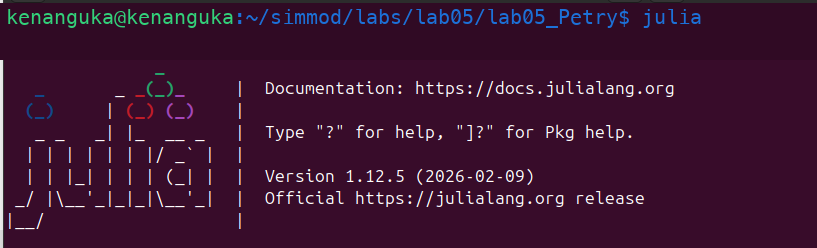 kenanguka@kenanguka:~/simmod/labs/lab05/lab05_Petry$ julia
               _
   _       _ _(_)_     |  Documentation: https://docs.julialang.org
  (_)     | (_) (_)    |
   _ _   _| |_  __ _   |  Type "?" for help, "]?" for Pkg help.
  | | | | | | |/ _` |  |
  | | |_| | | | (_| |  |  Version 1.12.5 (2026-02-09)
 _/ |\__'_|_|_|\__'_|  |  Official https://julialang.org release
|__/                   |